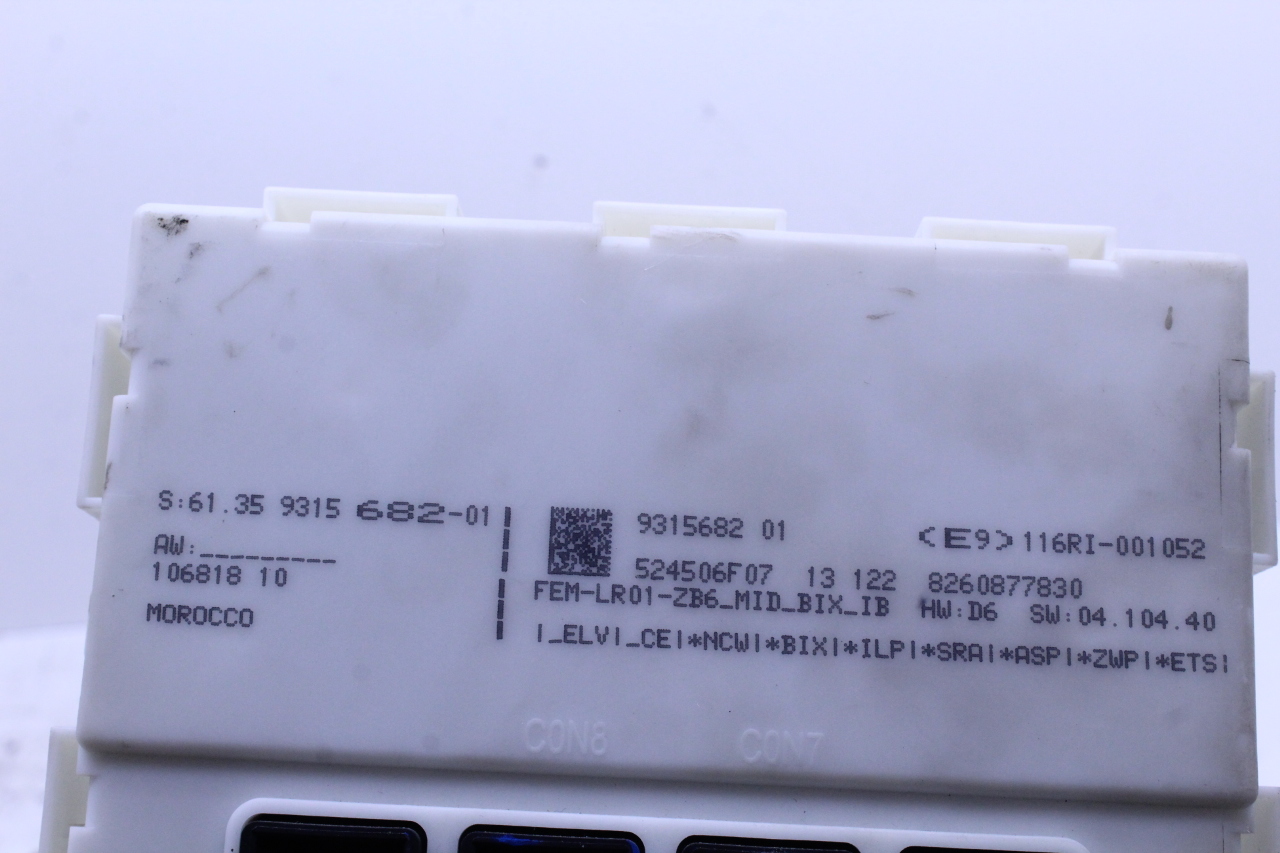 S:61.35 9315 682-01
AW:_________
106818 10
MOROCCO
9315682 01
<E9>116RI-001052
524506F07 13 122 8260877830
FEM-LR01-ZB6_MID_BIX_IB HW:D6 SW:04.104.40
|_ELV|_CE|*NCW|*BIX|*ILP|*SRA|*ASP|*ZWP|*ETS|
CON8 CON7